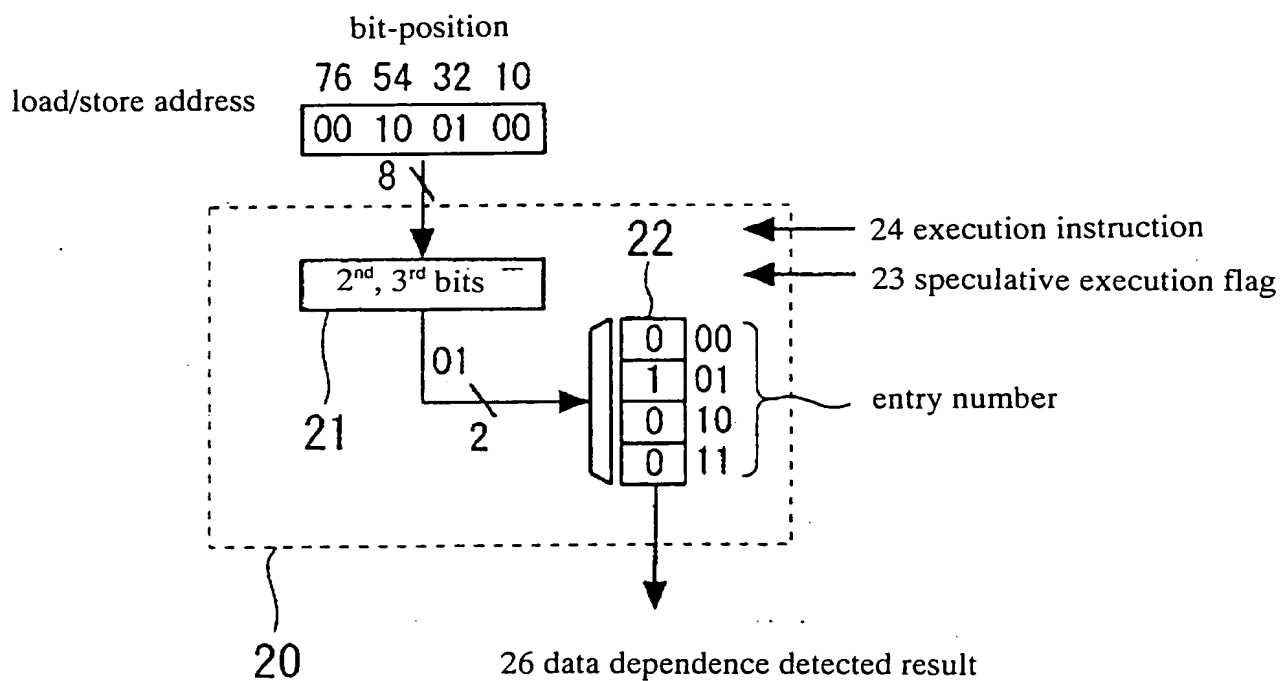 bit-position
76 54 32 10
load/store address
00 10 01 00
8
24 execution instruction
22
2nd, 3rd bits
23 speculative execution flag
0 00
01
1 01
entry number
0 10
21
2
0 11
20
26 data dependence detected result